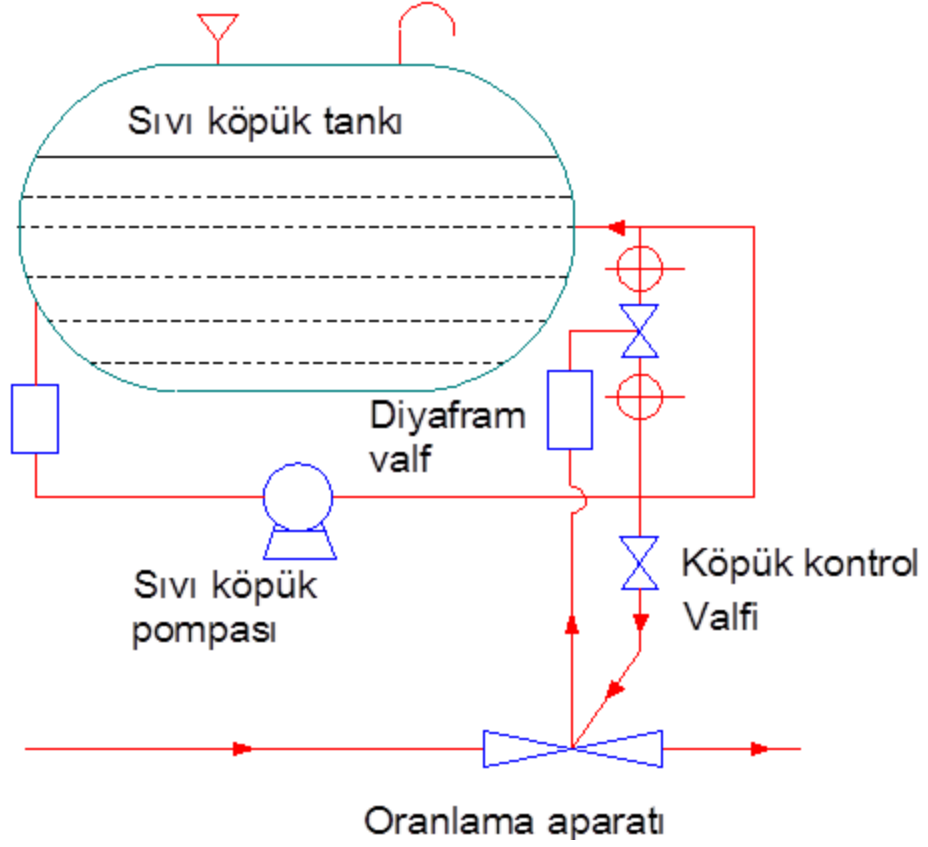 Sıvı köpük tankı
Diyafram
valf
Sıvı köpük
pompası
Köpük kontrol
Valfi
Oranlama aparatı